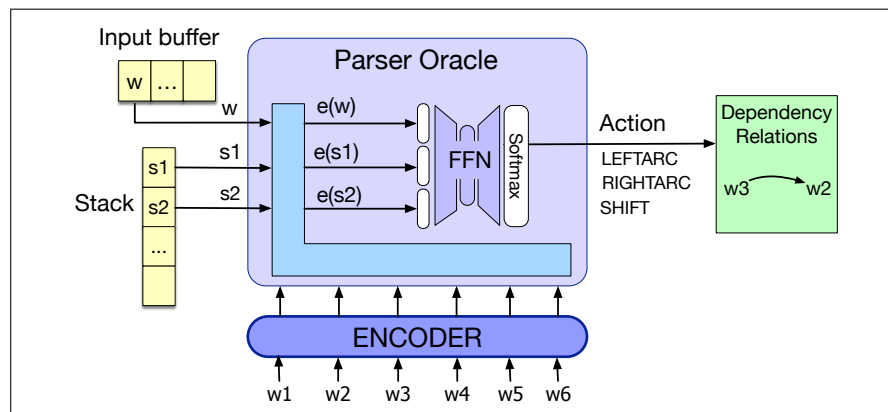 Input buffer
w ...
Parser Oracle
w e(w)
s1 s1 e(s1)
Stack s2 s2 e(s2)
...
FFN
Softmax
Action
LEFTARC
RIGHTARC
SHIFT
Dependency
Relations
w3 w2
ENCODER
w1 w2 w3 w4 w5 w6